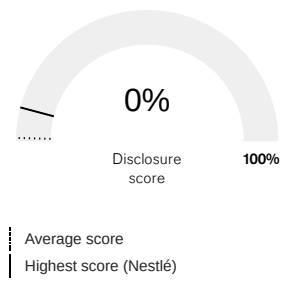 0%
Disclosure
score
100%
Average score
Highest score (Nestlé)